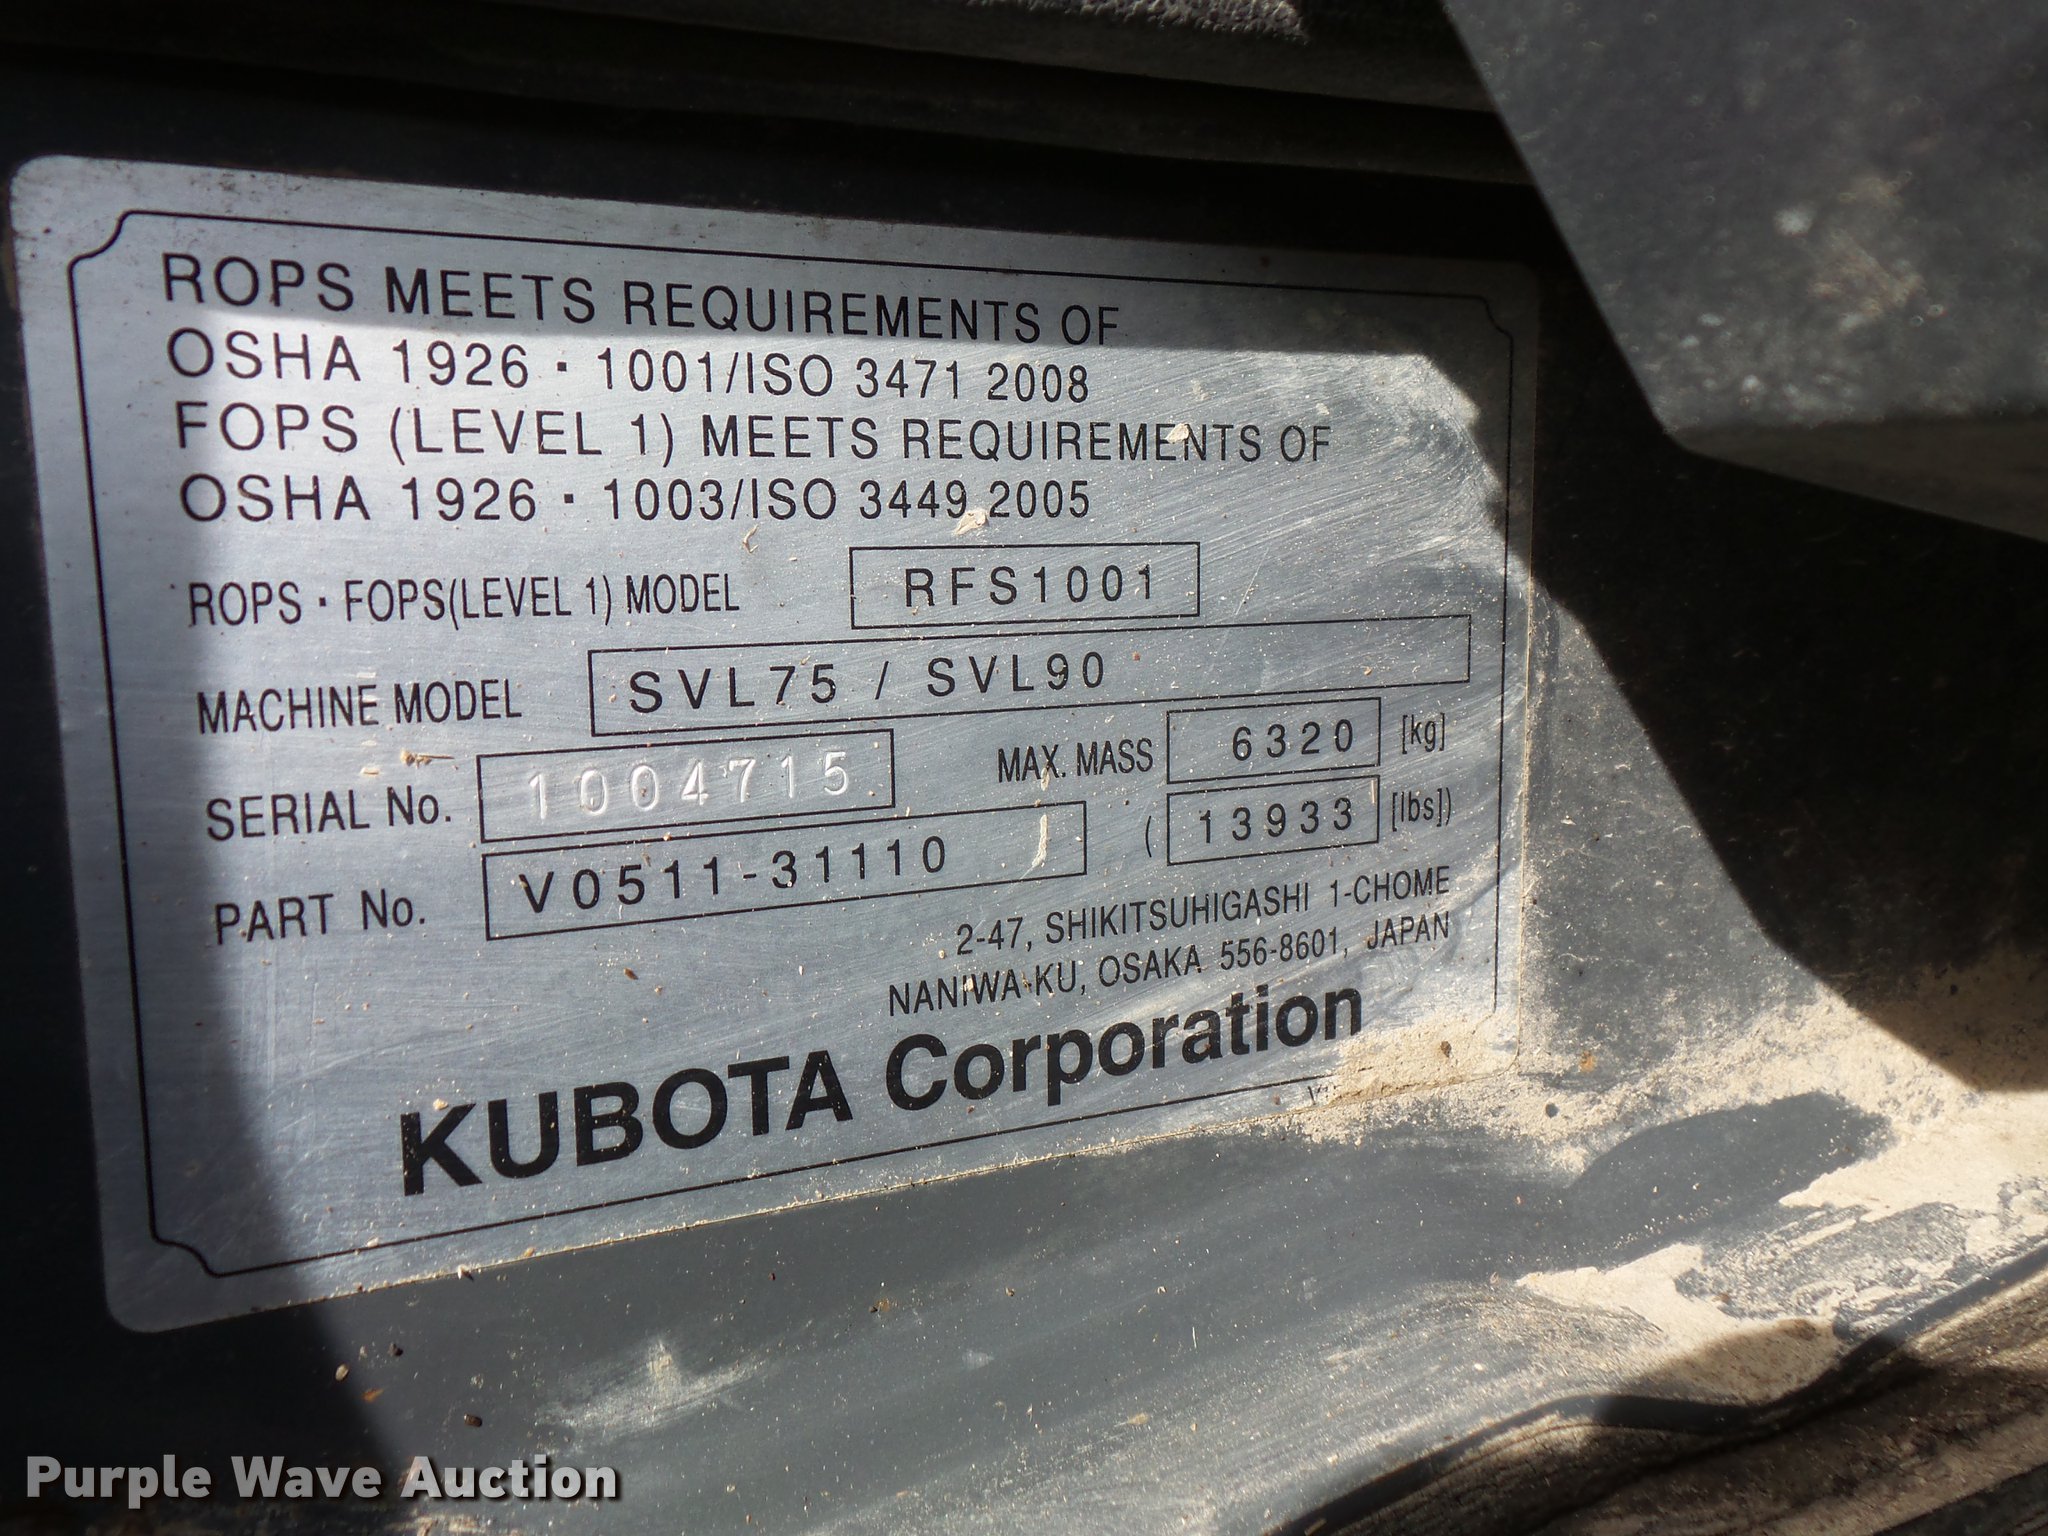 ROPS MEETS REQUIREMENTS OF
OSHA 1926 · 1001/ISO 3471 2008
FOPS (LEVEL 1) MEETS REQUIREMENTS OF
OSHA 1926 · 1003/ISO 3449 2005
ROPS · FOPS(LEVEL 1) MODEL RFS1001
MACHINE MODEL SVL75 / SVL90
SERIAL No. 1004715
MAX. MASS 6320 [kg]
(13933 [lbs])
PART No. V0511-31110
2-47, SHIKITSUHIGASHI 1-CHOME
NANIWA-KU, OSAKA 556-8601, JAPAN
KUBOTA Corporation
Purple Wave Auction